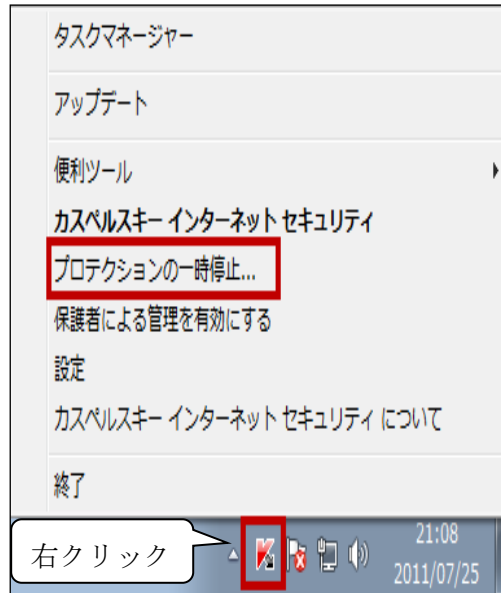 タスクマネージャー
アップデート
便利ツール
カスペルスキー インターネット セキュリティ
プロテクションの一時停止...
保護者による管理を有効にする
設定
カスペルスキー インターネット セキュリティ について
終了
右クリック
21:08
2011/07/25